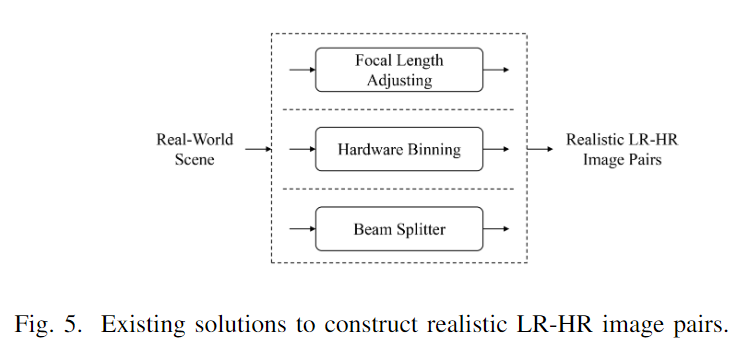 Focal Length
Adjusting
Real-World
Scene
Hardware Binning
Realistic LR-HR
Image Pairs
Beam Splitter
Fig. 5. Existing solutions to construct realistic LR-HR image pairs.